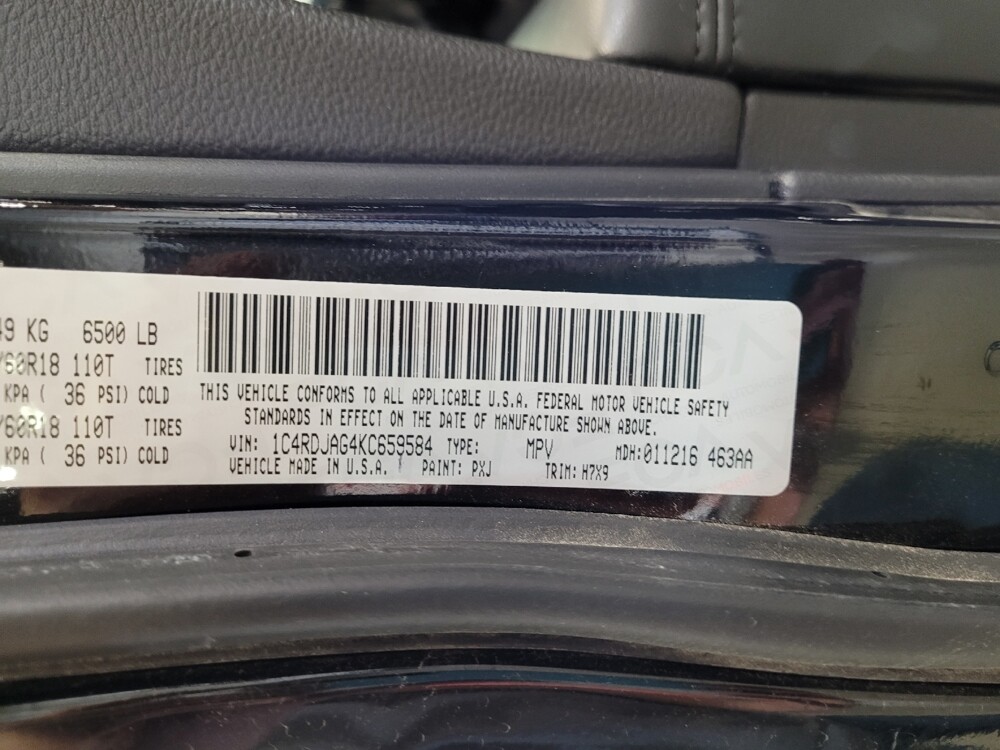 49 KG 6500 LB
/60R18 110T TIRES
KPA ( 36 PSI) COLD
/60R18 110T TIRES
KPA ( 36 PSI) COLD
THIS VEHICLE CONFORMS TO ALL APPLICABLE U.S.A. FEDERAL MOTOR VEHICLE SAFETY
STANDARDS IN EFFECT ON THE DATE OF MANUFACTURE SHOWN ABOVE.
VIN: 1C4RDJAG4KC659584 TYPE: MPV MDH:011216 463AA
VEHICLE MADE IN U.S.A. PAINT: PXJ TRIM: H7X9